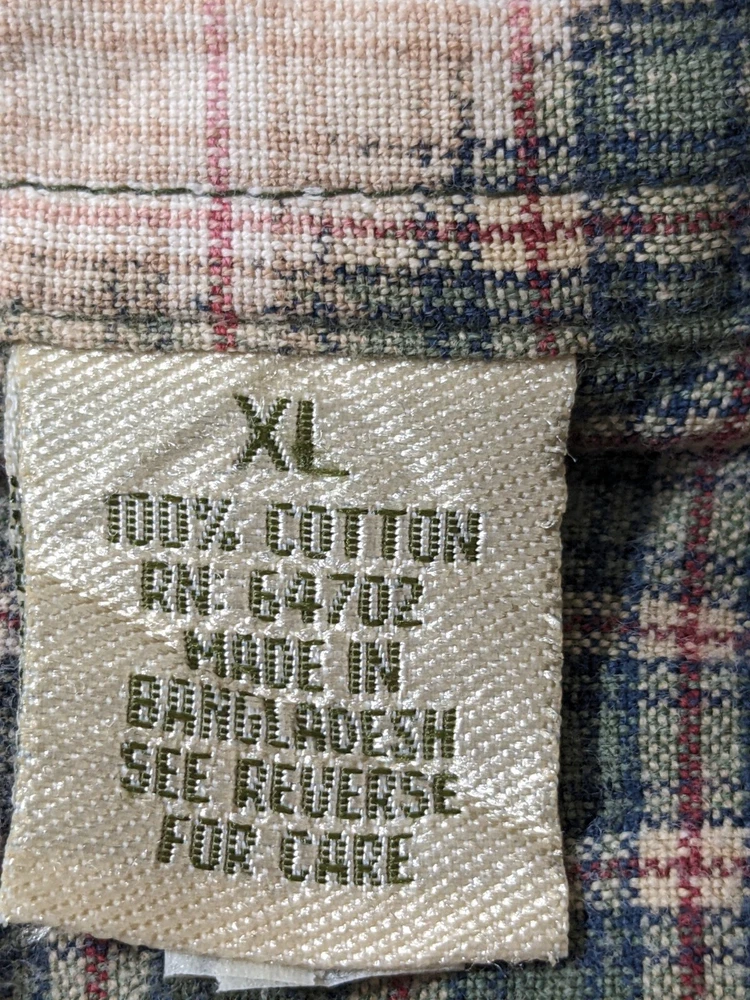 XL
100% COTTON
RN: 64702
MADE IN
BANGLADESH
SEE REVERSE
FOR CARE